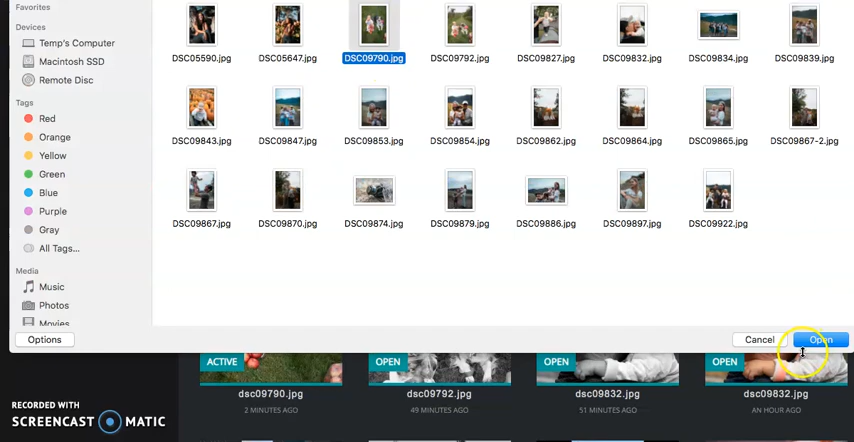 Favorites
Devices
Temp's Computer
Macintosh SSD
Remote Disc
Tags
Red
Orange
Yellow
Green
Blue
Purple
Gray
All Tags...
Media
Music
Photos
Movies
DSC05590.jpg DSC05647.jpg DSC09790.jpg DSC09792.jpg DSC09827.jpg DSC09832.jpg DSC09834.jpg DSC09839.jpg
DSC09843.jpg DSC09847.jpg DSC09853.jpg DSC09854.jpg DSC09862.jpg DSC09864.jpg DSC09865.jpg DSC09867-2.jpg
DSC09867.jpg DSC09870.jpg DSC09874.jpg DSC09879.jpg DSC09886.jpg DSC09897.jpg DSC09922.jpg
Options Cancel Open
ACTIVE OPEN OPEN OPEN
dsc09790.jpg dsc09792.jpg dsc09832.jpg dsc09832.jpg
2 MINUTES AGO 49 MINUTES AGO 51 MINUTES AGO AN HOUR AGO
RECORDED WITH
SCREENCAST MATIC